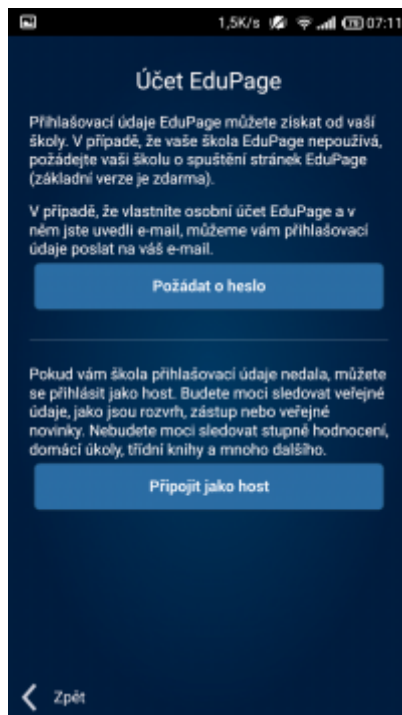 1,5K/s 79 07:11
Účet EduPage
Přihlašovací údaje EduPage můžete získat od vaší
školy. V případě, že vaše škola EduPage nepoužívá,
požádejte vaši školu o spuštění stránek EduPage
(základní verze je zdarma).
V případě, že vlastníte osobní účet EduPage a v
něm jste uvedli e-mail, můžeme vám přihlašovací
údaje poslat na váš e-mail.
Požádat o heslo
Pokud vám škola přihlašovací údaje nedala, můžete
se přihlásit jako host. Budete moci sledovat veřejné
údaje, jako jsou rozvrh, zástup nebo veřejné
novinky. Nebudete moci sledovat stupně hodnocení,
domácí úkoly, třídní knihy a mnoho dalšího.
Připojit jako host
Zpět